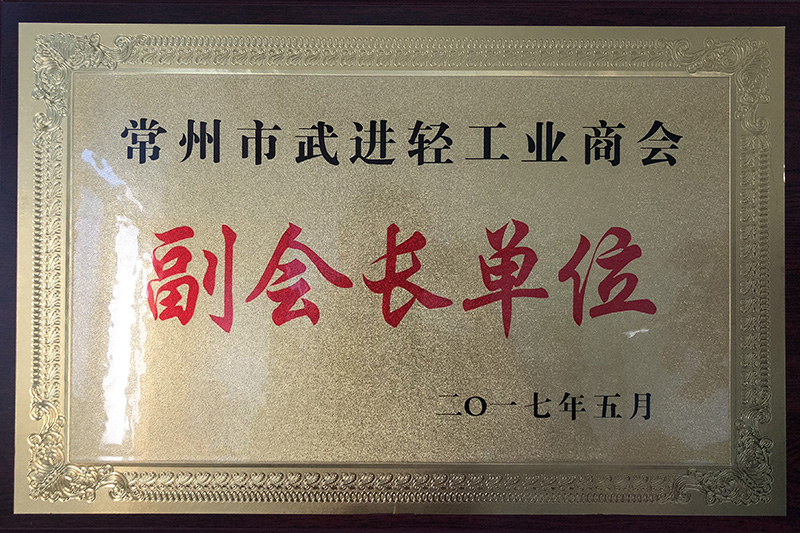 常州市武进轻工业商会
副会长单位
二〇一七年五月